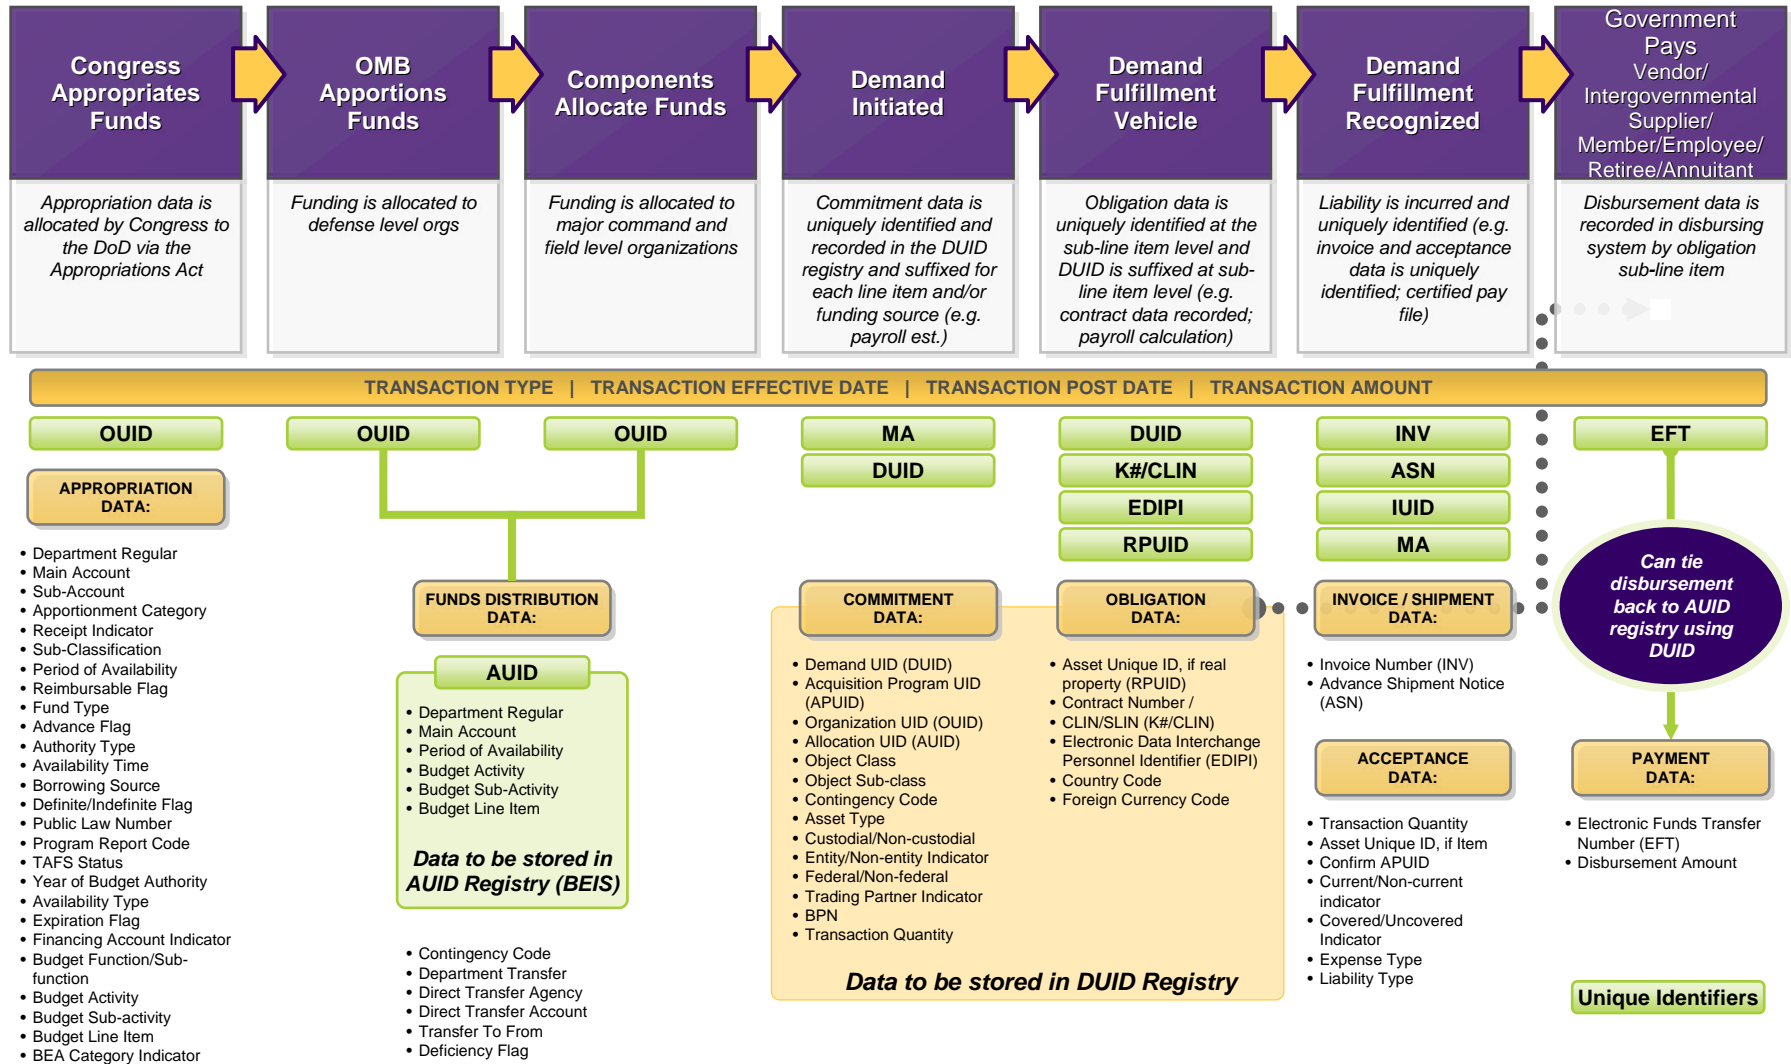 Congress
Appropriates
Funds
OMB
Apportions
Funds
Components
Allocate Funds
Demand
Initiated
Demand
Fulfillment
Vehicle
Demand
Fulfillment
Recognized
Government
Pays
Vendor/
Intergovernmental
Supplier/
Member/Employee/
Retiree/Annuitant
Appropriation data is
allocated by Congress to
the DoD via the
Appropriations Act
Funding is allocated to
defense level orgs
Funding is allocated to
major command and
field level organizations
Commitment data is
uniquely identified and
recorded in the DUID
registry and suffixed for
each line item and/or
funding source (e.g.
payroll est.)
Obligation data is
uniquely identified at the
sub-line item level and
DUID is suffixed at sub-
line item level (e.g.
contract data recorded;
payroll calculation)
Liability is incurred and
uniquely identified (e.g.
invoice and acceptance
data is uniquely
identified; certified pay
file)
Disbursement data is
recorded in disbursing
system by obligation
sub-line item
TRANSACTION TYPE | TRANSACTION EFFECTIVE DATE | TRANSACTION POST DATE | TRANSACTION AMOUNT
OUID
OUID
OUID
MA
DUID
DUID
K#/CLIN
EDIPI
RPUID
INV
ASN
IUID
MA
EFT
APPROPRIATION
DATA:
• Department Regular
• Main Account
• Sub-Account
• Apportionment Category
• Receipt Indicator
• Sub-Classification
• Period of Availability
• Reimbursable Flag
• Fund Type
• Advance Flag
• Authority Type
• Availability Time
• Borrowing Source
• Definite/Indefinite Flag
• Public Law Number
• Program Report Code
• TAFS Status
• Year of Budget Authority
• Availability Type
• Expiration Flag
• Financing Account Indicator
• Budget Function/Sub-
function
• Budget Activity
• Budget Sub-activity
• Budget Line Item
• BEA Category Indicator
FUNDS DISTRIBUTION
DATA:
AUID
• Department Regular
• Main Account
• Period of Availability
• Budget Activity
• Budget Sub-Activity
• Budget Line Item
Data to be stored in
AUID Registry (BEIS)
• Contingency Code
• Department Transfer
• Direct Transfer Agency
• Direct Transfer Account
• Transfer To From
• Deficiency Flag
COMMITMENT
DATA:
• Demand UID (DUID)
• Acquisition Program UID
(APUID)
• Organization UID (OUID)
• Allocation UID (AUID)
• Object Class
• Object Sub-class
• Contingency Code
• Asset Type
• Custodial/Non-custodial
• Entity/Non-entity Indicator
• Federal/Non-federal
• Trading Partner Indicator
• BPN
• Transaction Quantity
OBLIGATION
DATA:
• Asset Unique ID, if real
property (RPUID)
• Contract Number /
• CLIN/SLIN (K#/CLIN)
• Electronic Data Interchange
Personnel Identifier (EDIPI)
• Country Code
• Foreign Currency Code
Data to be stored in DUID Registry
INVOICE / SHIPMENT
DATA:
• Invoice Number (INV)
• Advance Shipment Notice
(ASN)
ACCEPTANCE
DATA:
• Transaction Quantity
• Asset Unique ID, if Item
• Confirm APUID
• Current/Non-current
indicator
• Covered/Uncovered
Indicator
• Expense Type
• Liability Type
Can tie
disbursement
back to AUID
registry using
DUID
PAYMENT
DATA:
• Electronic Funds Transfer
Number (EFT)
• Disbursement Amount
Unique Identifiers